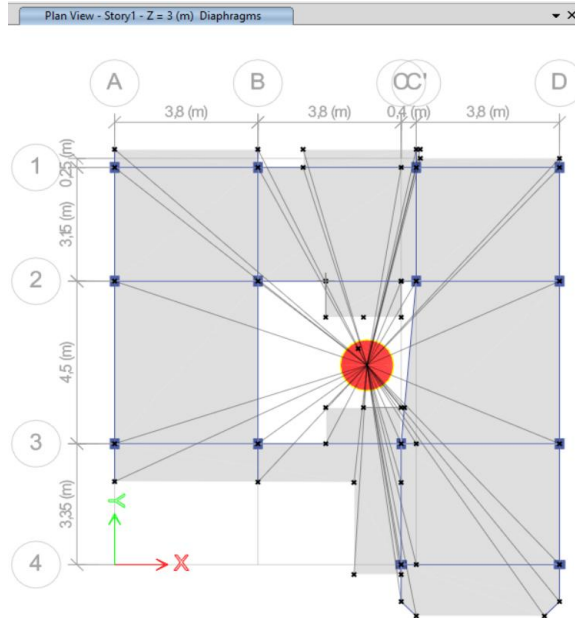 Plan View - Story1 - Z = 3 (m) Diaphragms
A B C C' D
3,8 (m) 3,8 (m) 0,4 (m) 3,8 (m)
1
0,25 (m)
3,15 (m)
2
4,5 (m)
3
3,35 (m)
4
Y
X